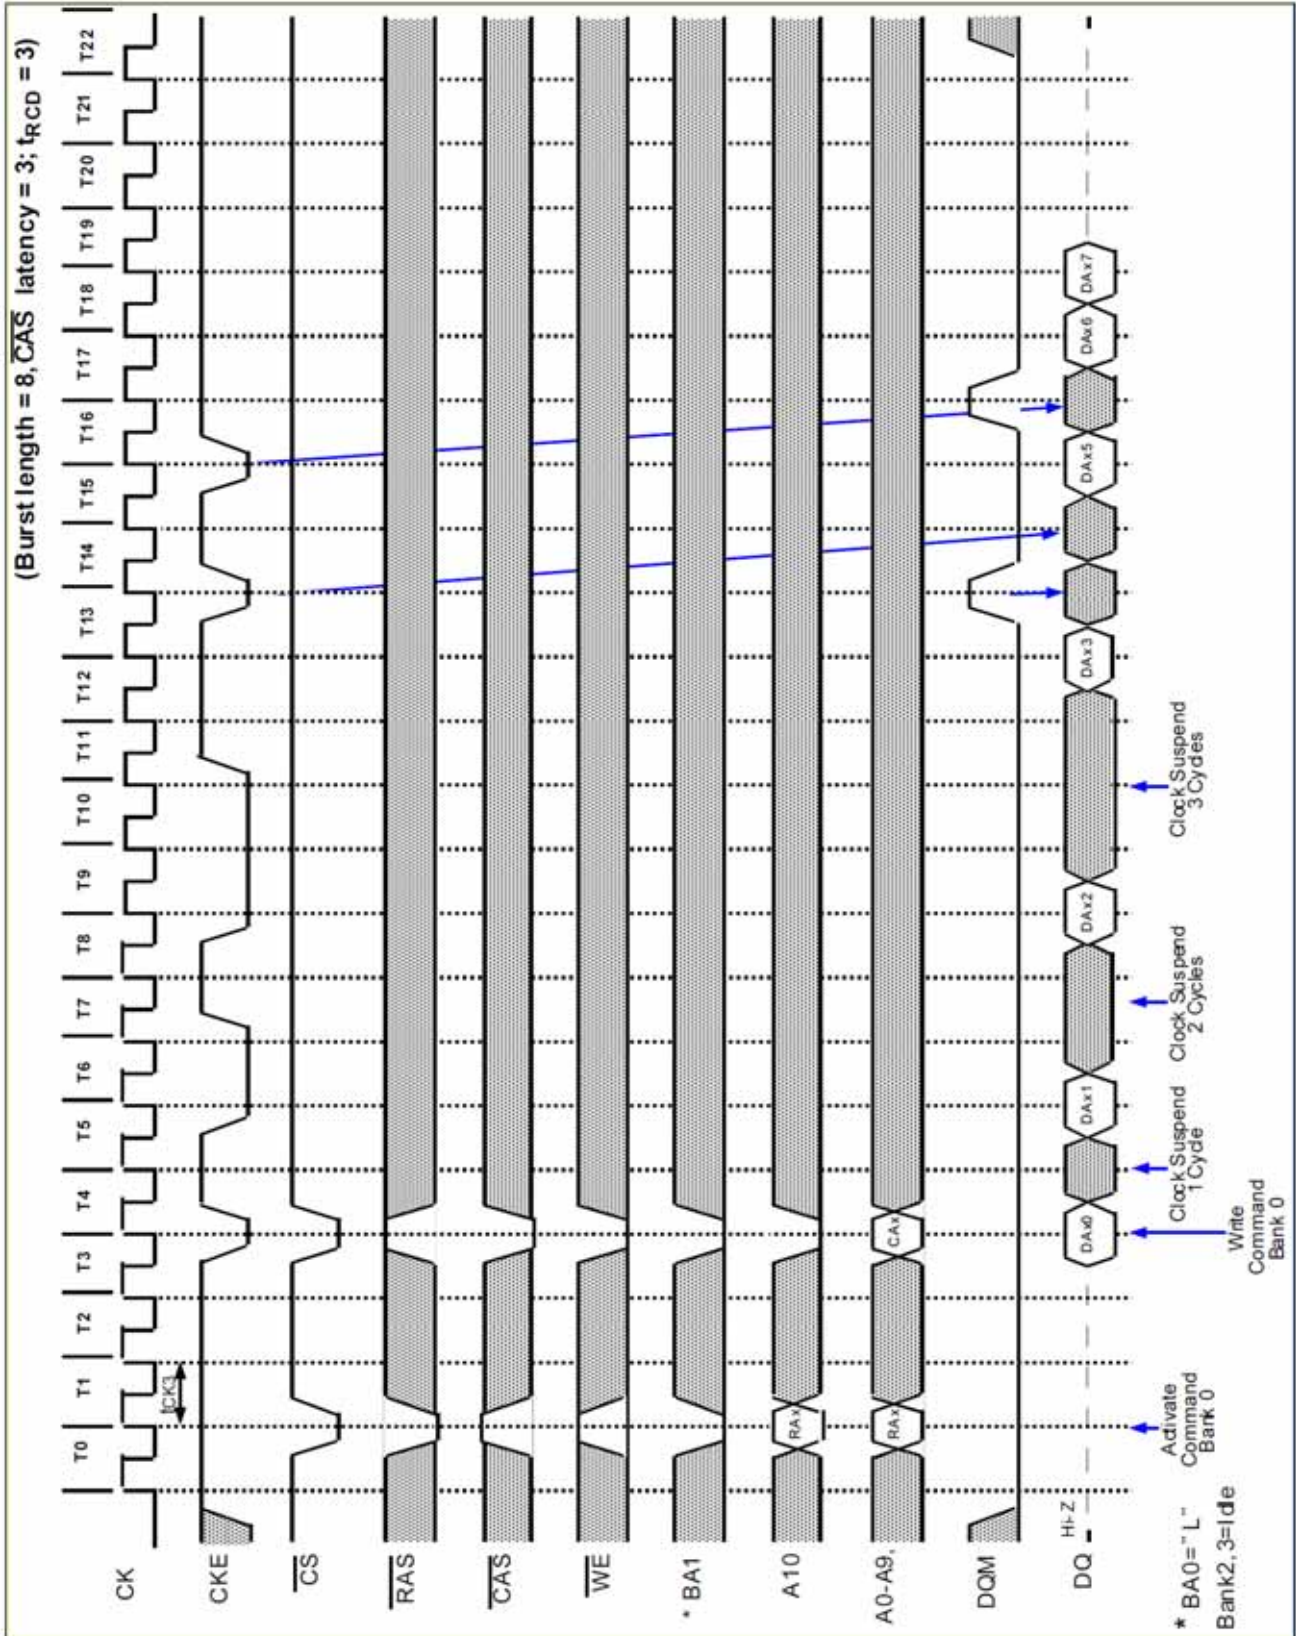 (Burst length = 8, CAS latency = 3; tRCD = 3)
T0 T1 T2 T3 T4 T5 T6 T7 T8 T9 T10 T11 T12 T13 T14 T15 T16 T17 T18 T19 T20 T21 T22
CK
tCK3
CKE
CS
RAS
CAS
WE
* BA1
A10
RAx
A0-A9,
RAx CAx
DQM
DQ
Hi-Z
DAx0 DAx1 DAx2 DAx3 DAx5 DAx6 DAx7
Activate
Command
Bank 0
Write
Command
Bank 0
Clock Suspend
1 Cycle
Clock Suspend
2 Cycles
Clock Suspend
3 Cycles
* BA0="L"
Bank2,3=Idle